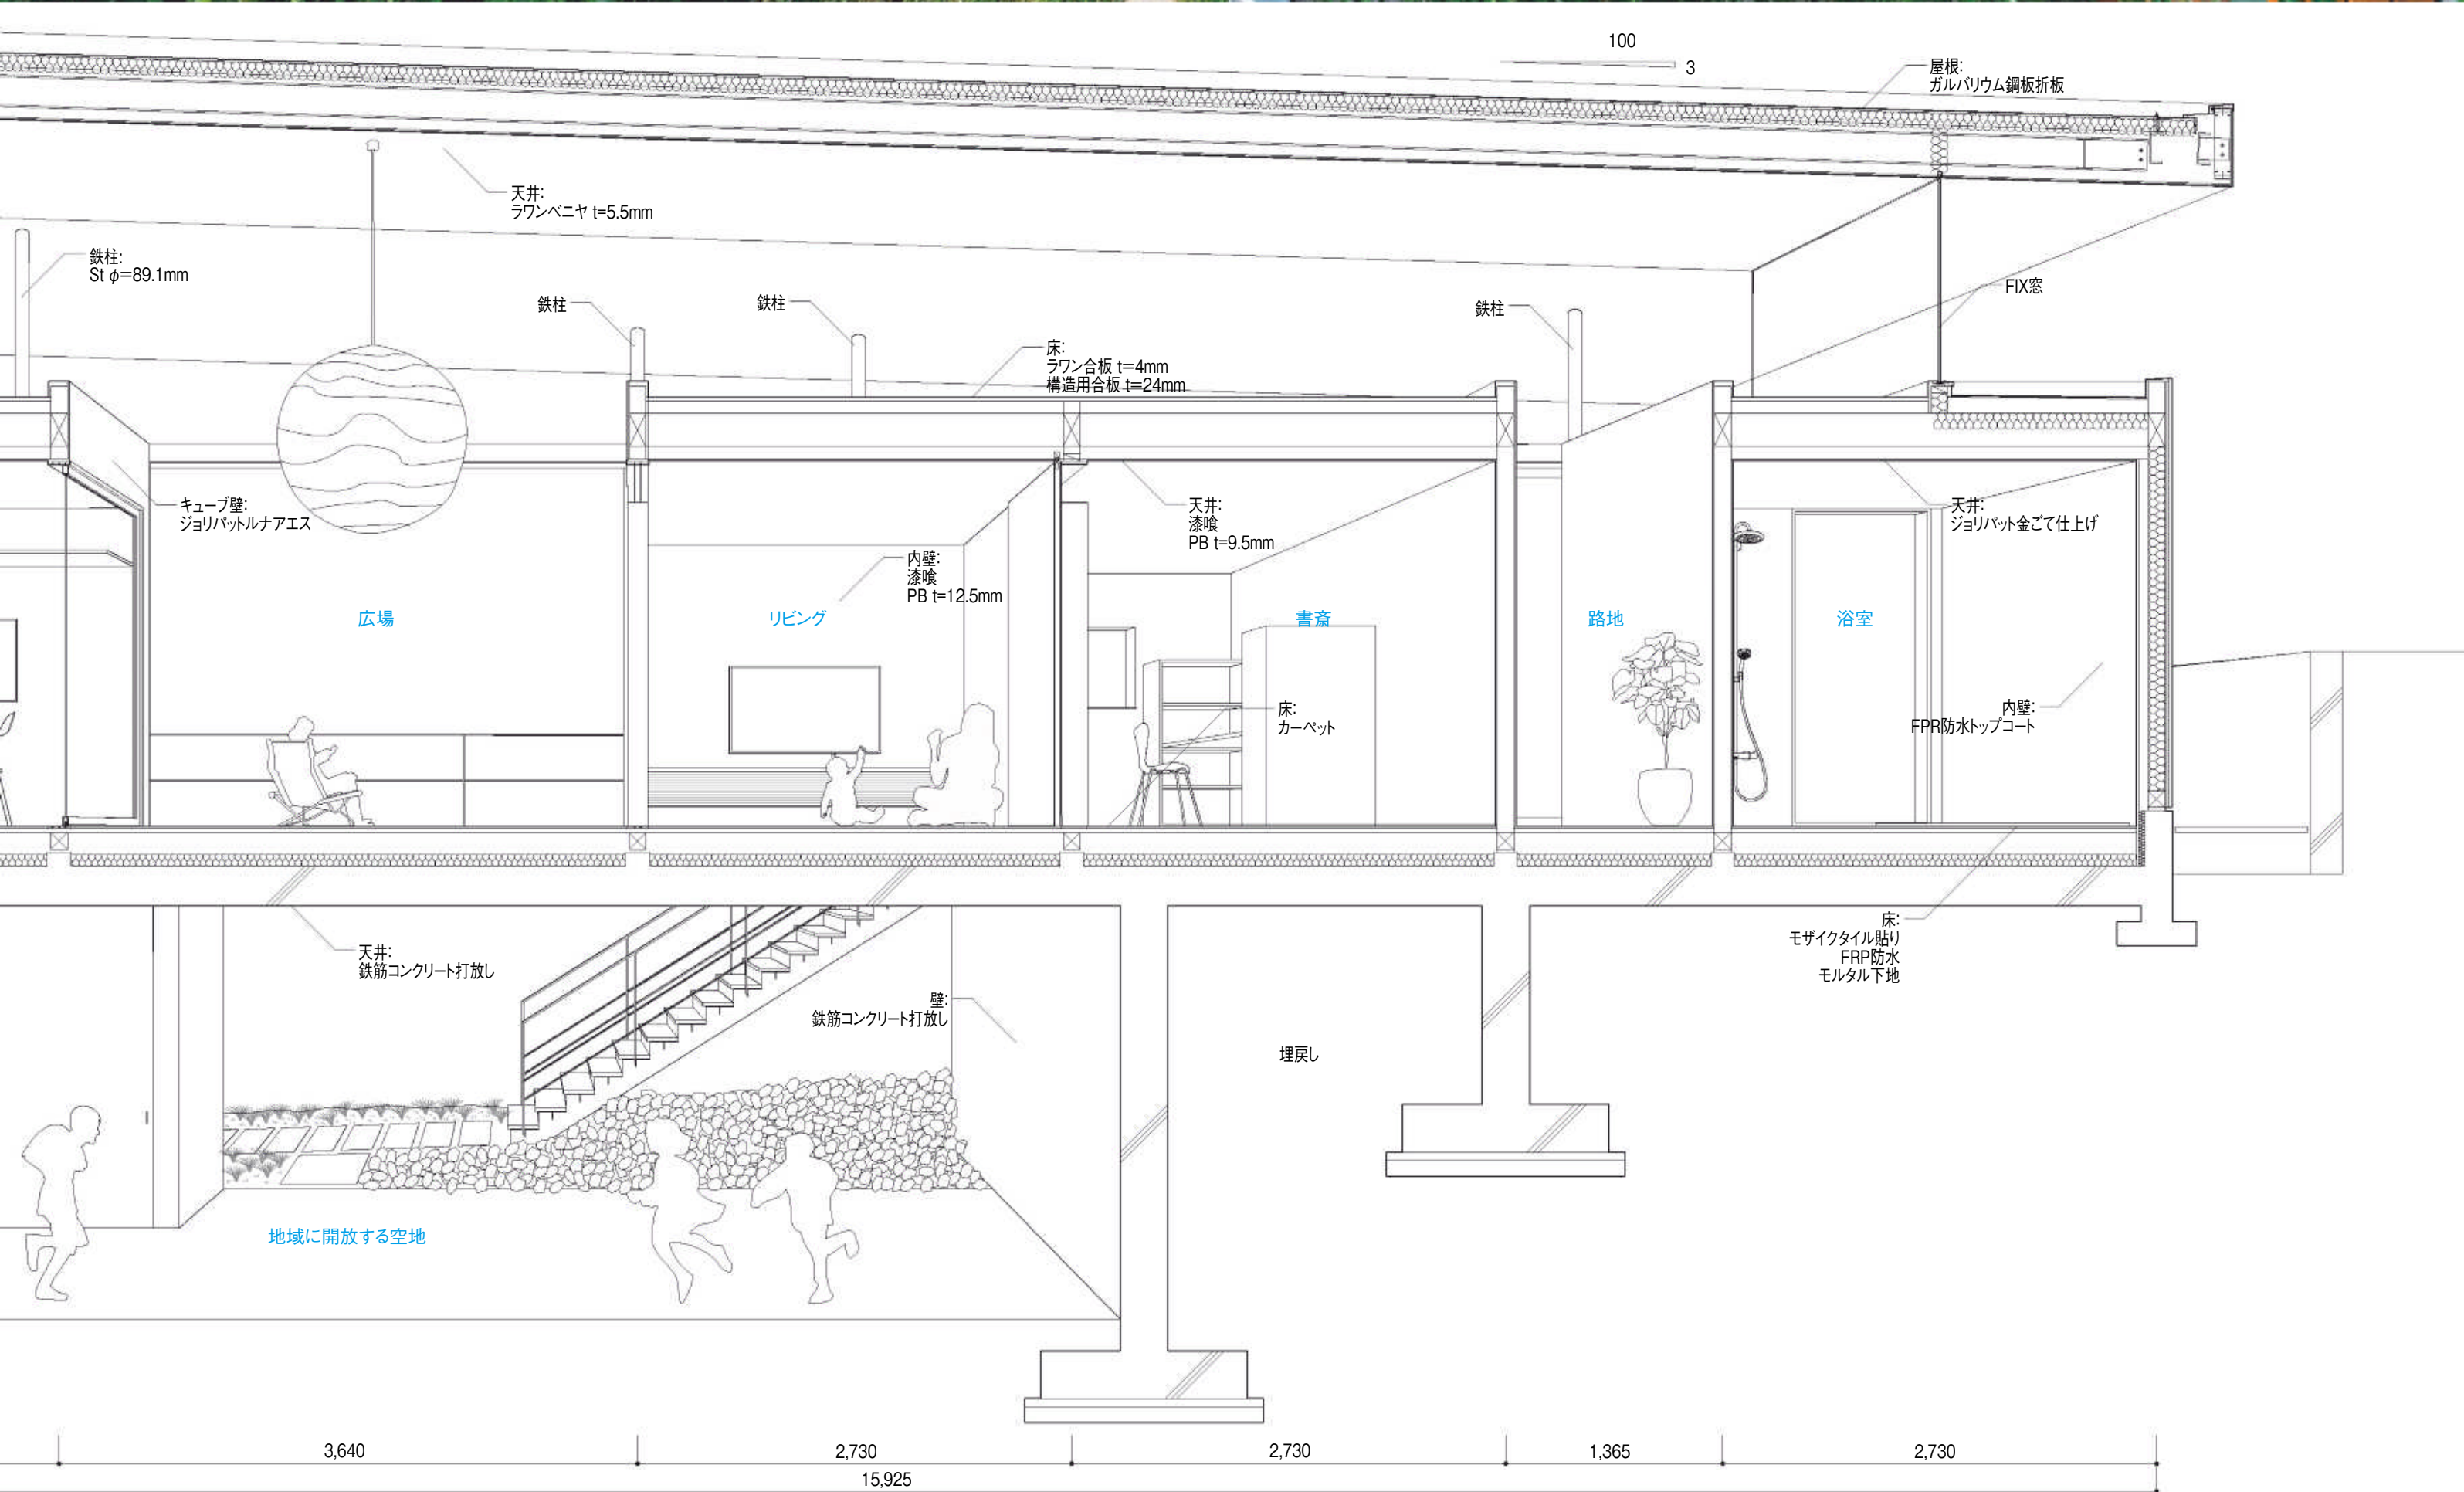 100
3
屋根:
ガルバリウム鋼板折板
天井:
ラワンベニヤ t=5.5mm
鉄柱:
St φ=89.1mm
鉄柱
鉄柱
鉄柱
FIX窓
床:
ラワン合板 t=4mm
構造用合板 t=24mm
キューブ壁:
ジョリパットルナアエス
天井:
漆喰
PB t=9.5mm
天井:
ジョリパット金ごて仕上げ
内壁:
漆喰
PB t=12.5mm
広場
リビング
書斎
路地
浴室
床:
カーペット
内壁:
FPR防水トップコート
天井:
鉄筋コンクリート打放し
床:
モザイクタイル貼り
FRP防水
モルタル下地
壁:
鉄筋コンクリート打放し
埋戻し
地域に開放する空地
3,640
2,730
2,730
1,365
2,730
15,925